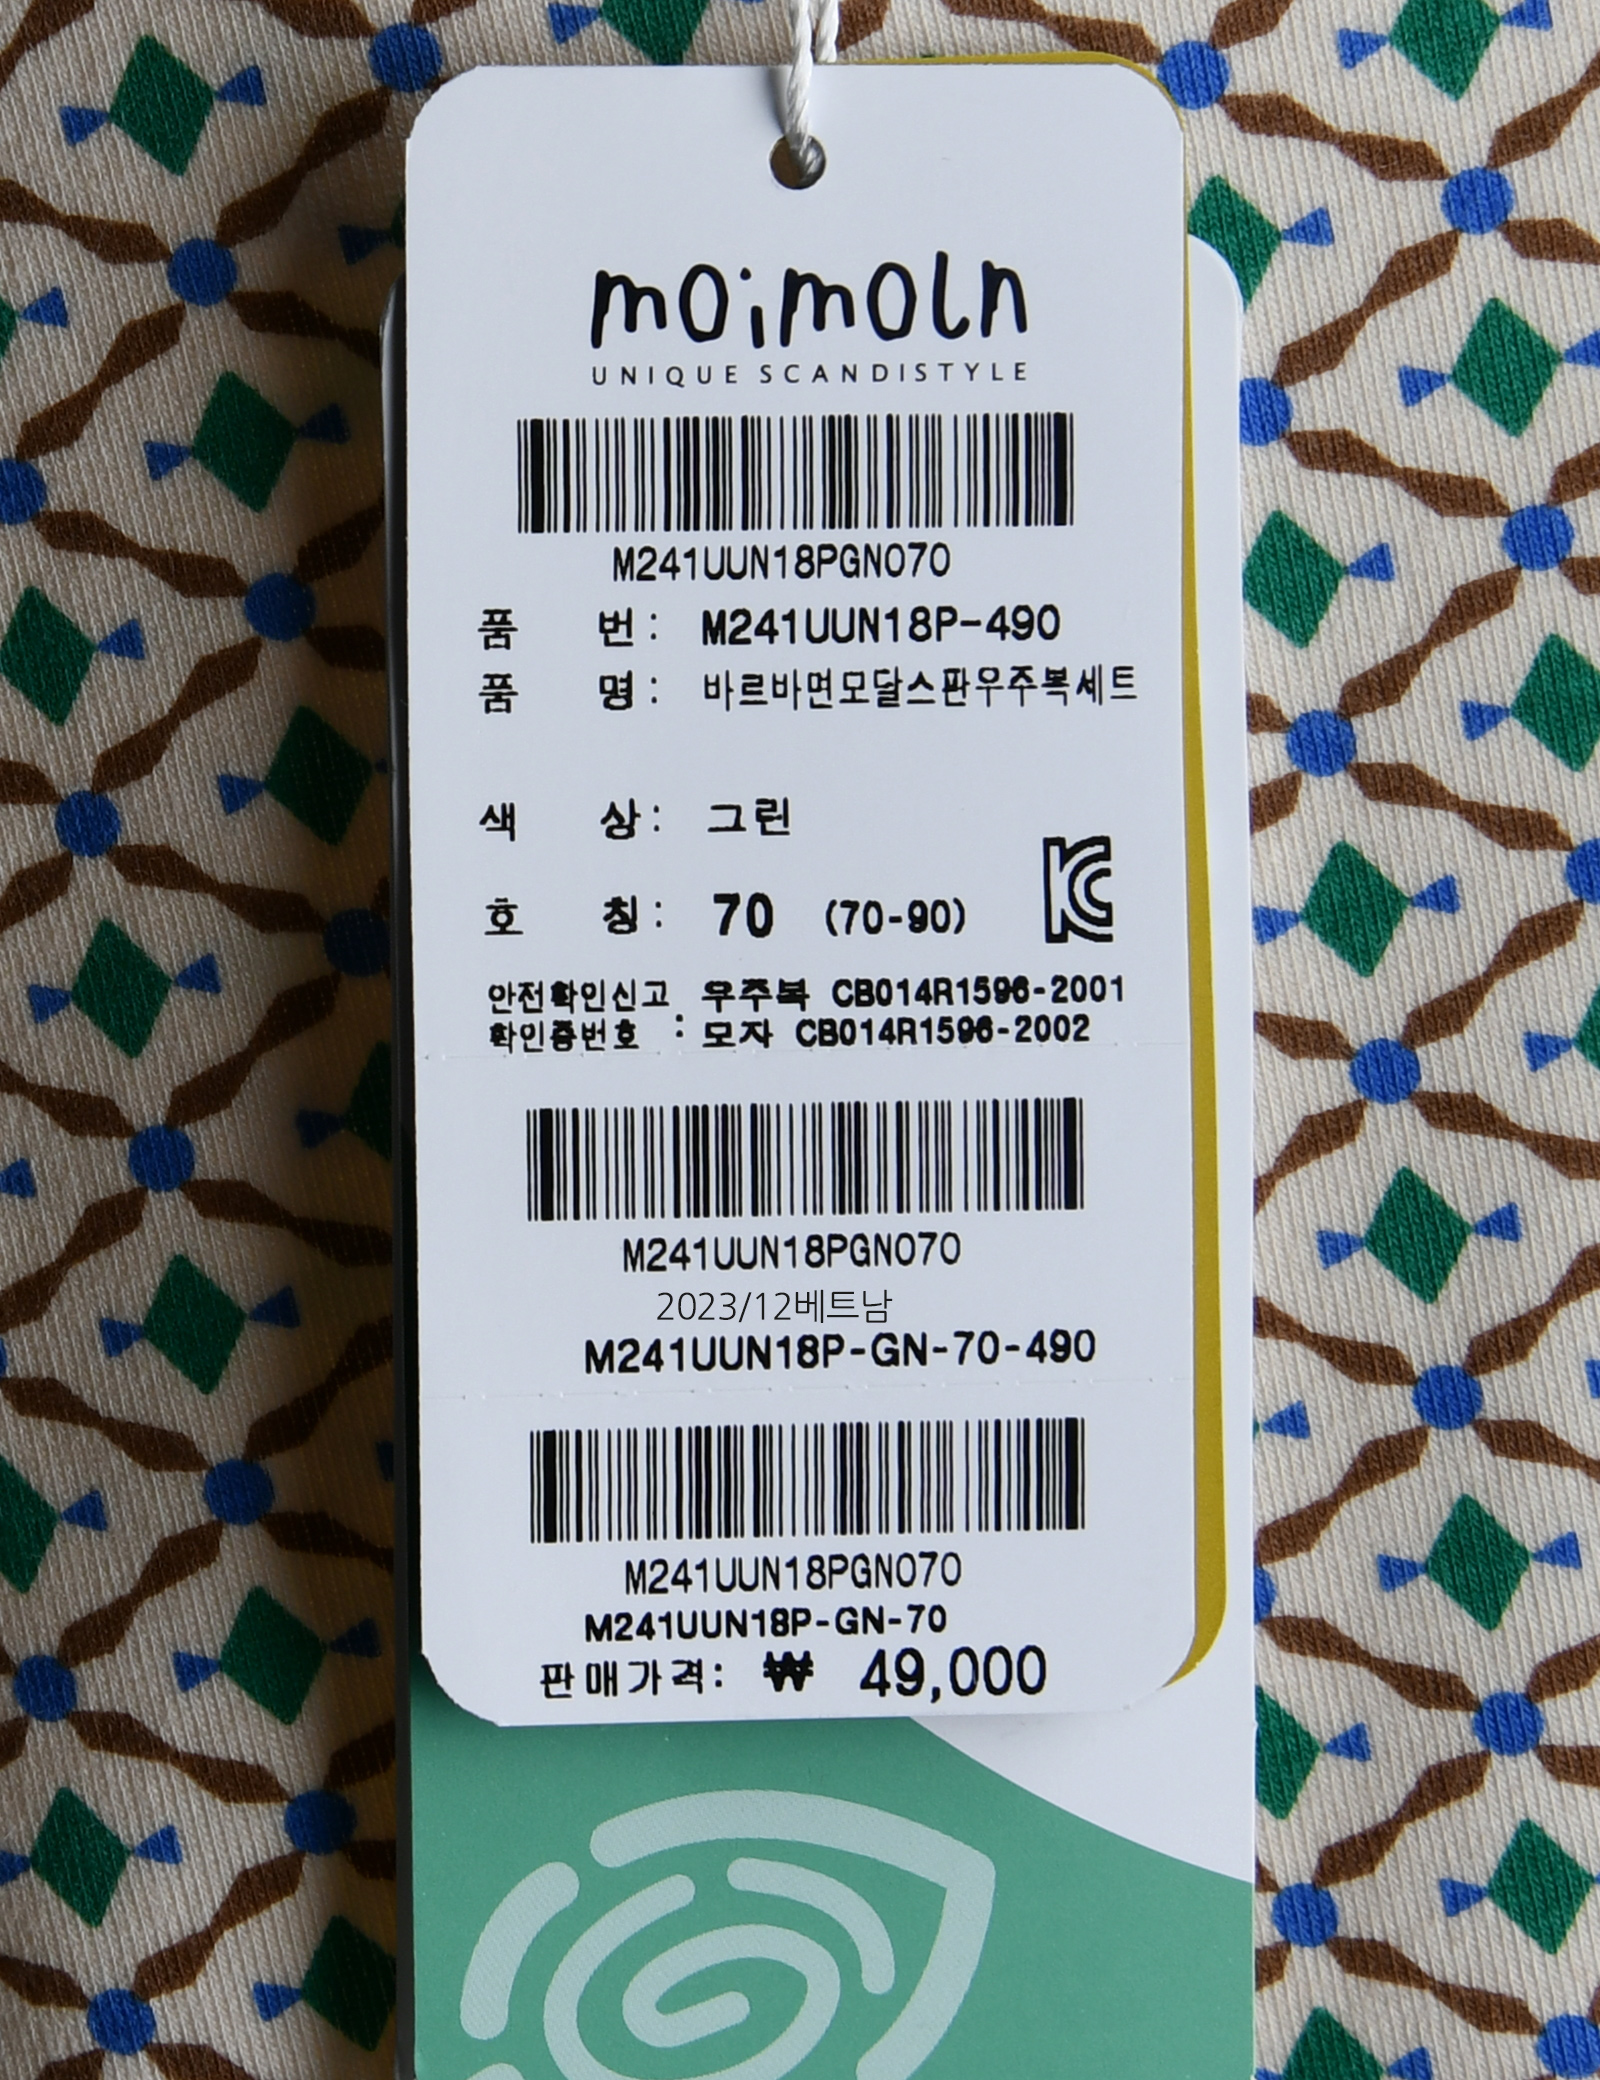 moimoln
UNIQUE SCANDISTYLE
M241UUN18PGN070
품 번 : M241UUN18P-490
품 명 : 바르바면모달스판우주복세트
색 상 : 그린
호 칭 : 70 (70-90)
안전확인신고 우주복 CB014R1596-2001
확인증번호 : 모자 CB014R1596-2002
M241UUN18PGN070
2023/12베트남
M241UUN18P-GN-70-490
M241UUN18PGN070
M241UUN18P-GN-70
판매가격: ₩ 49,000